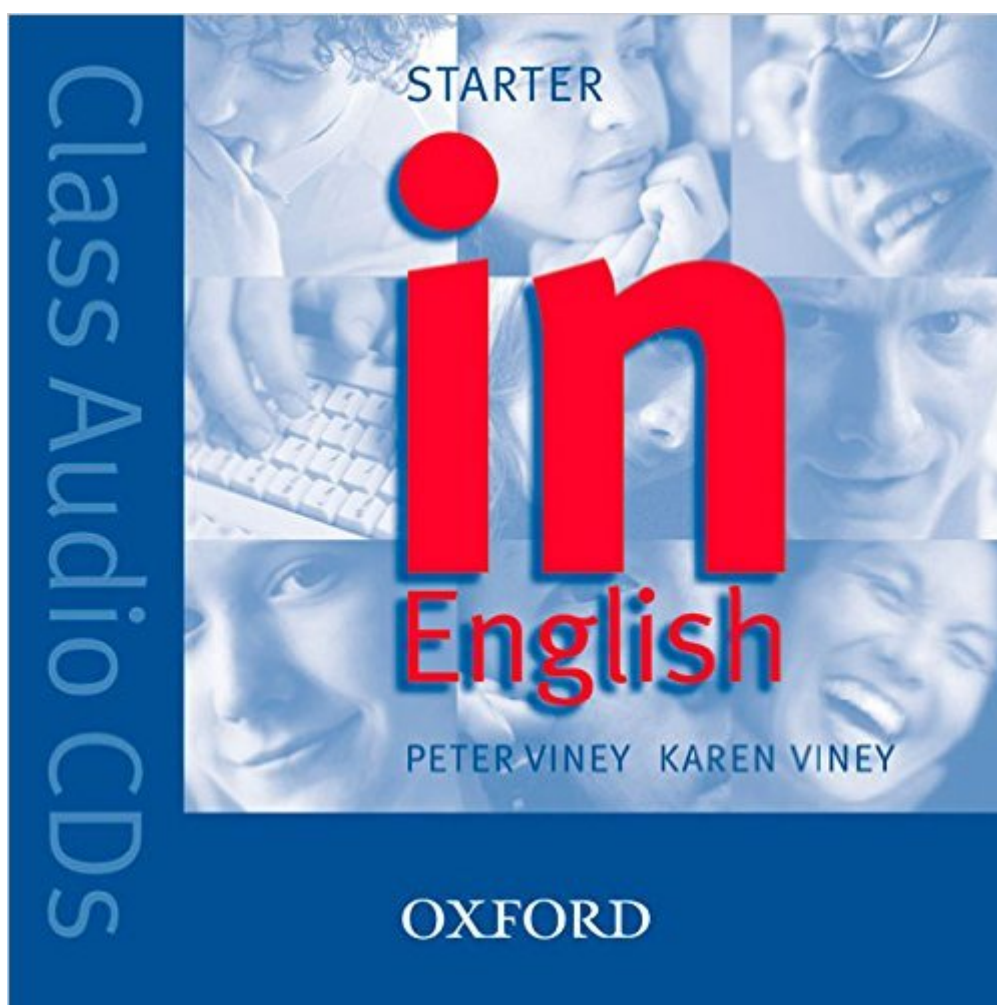 Class Audio CDs
STARTER
in
English
PETER VINEY KAREN VINEY
OXFORD